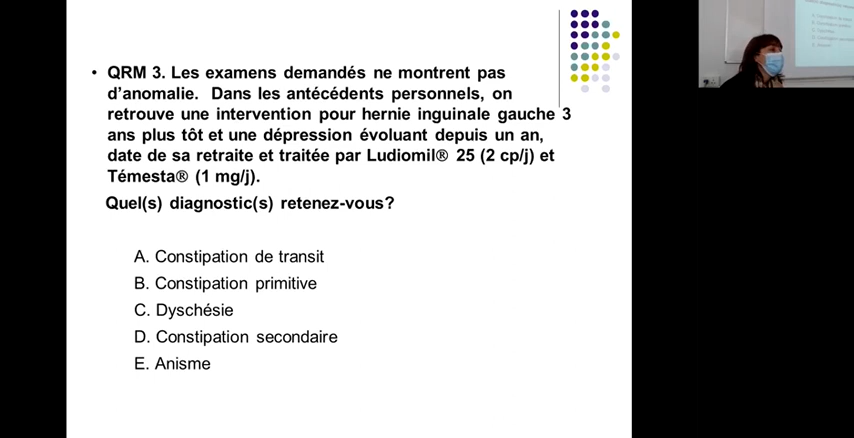 • QRM 3. Les examens demandés ne montrent pas
d'anomalie. Dans les antécédents personnels, on
retrouve une intervention pour hernie inguinale gauche 3
ans plus tôt et une dépression évoluant depuis un an,
date de sa retraite et traitée par Ludiomil® 25 (2 cp/j) et
Témesta® (1 mg/j).
Quel(s) diagnostic(s) retenez-vous?
A. Constipation de transit
B. Constipation primitive
C. Dyschésie
D. Constipation secondaire
E. Anisme